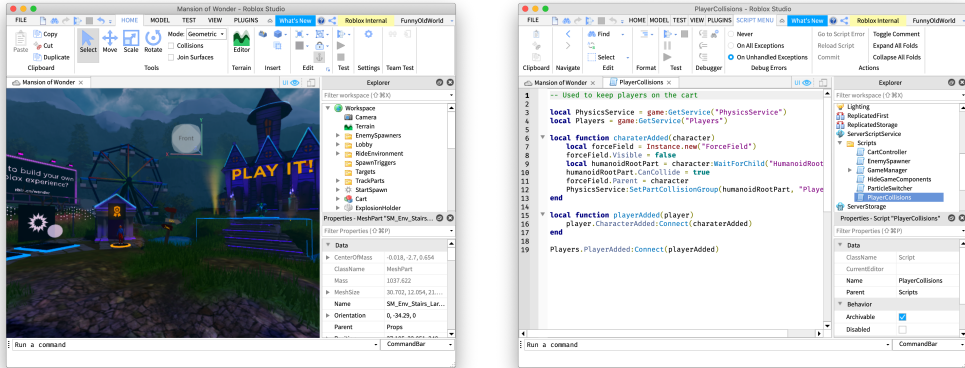 Mansion of Wonder - Roblox Studio
FILE HOME MODEL TEST VIEW PLUGINS What's New Roblox Internal FunnyOldWorld
Paste Copy Cut Duplicate
Select Move Scale Rotate
Mode: Geometric
Collisions
Join Surfaces
Editor Insert Edit Test Settings Team Test
Clipboard Tools Terrain
Mansion of Wonder
UI
Explorer
Filter workspace (⇧⌘X)
Workspace
Camera
Terrain
EnemySpawners
Lobby
RideEnvironment
SpawnTriggers
Targets
TrackParts
StartSpawn
Cart
ExplosionHolder
Front
PLAY IT!
to build your own
blox experience?
Properties - MeshPart "SM_Env_Stairs...
Filter Properties (⇧⌘P)
Data
CenterOfMass -0.018, -2.7, 0.654
ClassName MeshPart
Mass 1037.622
MeshSize 30.702, 12.054, 21....
Name SM_Env_Stairs_Lar...
Orientation 0, -34.29, 0
Parent Props
Run a command
CommandBar
PlayerCollisions - Roblox Studio
FILE HOME MODEL TEST VIEW PLUGINS SCRIPT MENU What's New Roblox Internal FunnyOldWorld
Find
Select
Never
On All Exceptions
On Unhandled Exceptions
Go to Script Error
Reload Script
Commit
Toggle Comment
Expand All Folds
Collapse All Folds
Clipboard Navigate Edit Format Test Debugger Debug Errors Actions
Mansion of Wonder PlayerCollisions
UI
1 -- Used to keep players on the cart
2
3 local PhysicsService = game:GetService("PhysicsService")
4 local Players = game:GetService("Players")
5
6 local function charaterAdded(character)
7 local forceField = Instance.new("ForceField")
8 forceField.Visible = false
9 local humanoidRootPart = character:WaitForChild("HumanoidRoot
10 humanoidRootPart.CanCollide = true
11 forceField.Parent = character
12 PhysicsService:SetPartCollisionGroup(humanoidRootPart, "Playe
13 end
14
15 local function playerAdded(player)
16 player.CharacterAdded:Connect(charaterAdded)
17 end
18
19 Players.PlayerAdded:Connect(playerAdded)
Explorer
Filter workspace (⇧⌘X)
Lighting
ReplicatedFirst
ReplicatedStorage
ServerScriptService
Scripts
CartController
EnemySpawner
GameManager
HideGameComponents
ParticleSwitcher
PlayerCollisions
ServerStorage
Properties - Script "PlayerCollisions"
Filter Properties (⇧⌘P)
Data
ClassName Script
CurrentEditor
Name PlayerCollisions
Parent Scripts
Behavior
Archivable
Disabled
Run a command
CommandBar